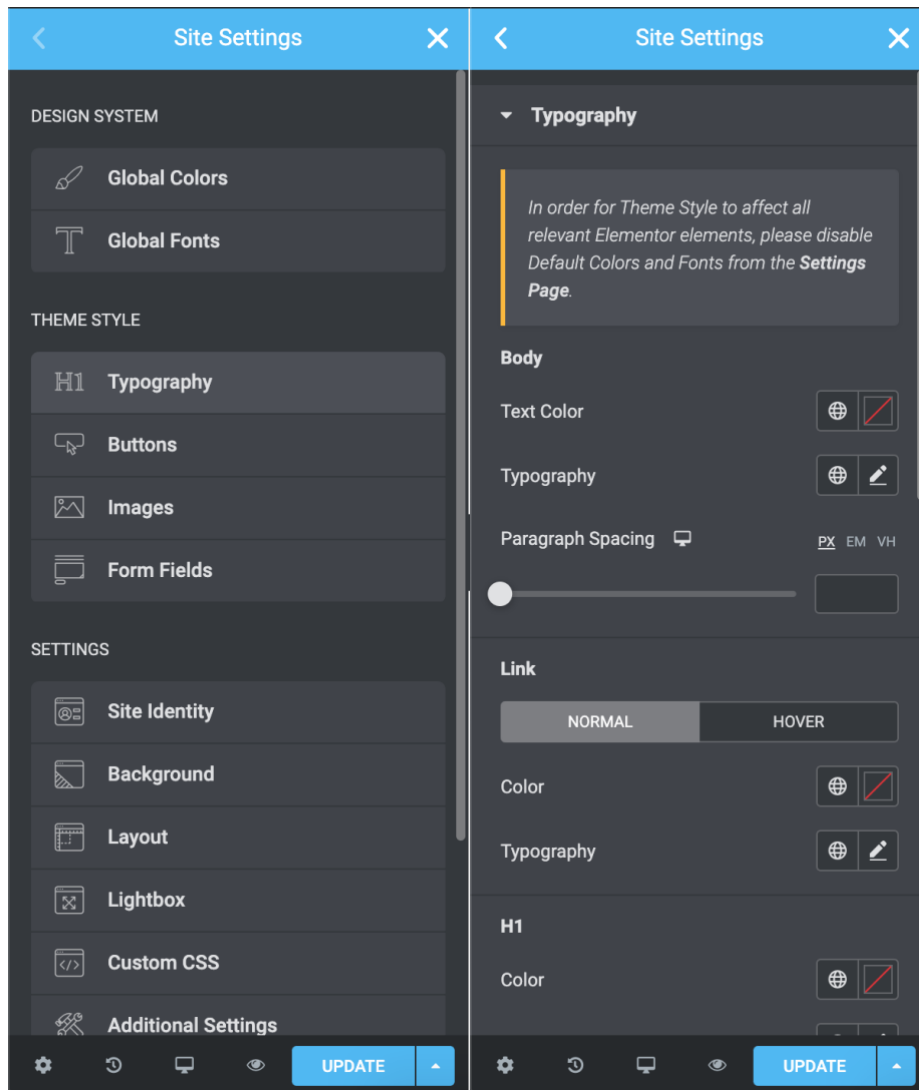 Site Settings
DESIGN SYSTEM
Global Colors
Global Fonts
THEME STYLE
H1 Typography
Buttons
Images
Form Fields
SETTINGS
Site Identity
Background
Layout
Lightbox
Custom CSS
Additional Settings
UPDATE
Site Settings
Typography
In order for Theme Style to affect all
relevant Elementor elements, please disable
Default Colors and Fonts from the Settings
Page.
Body
Text Color
Typography
Paragraph Spacing PX EM VH
Link
NORMAL HOVER
Color
Typography
H1
Color
UPDATE